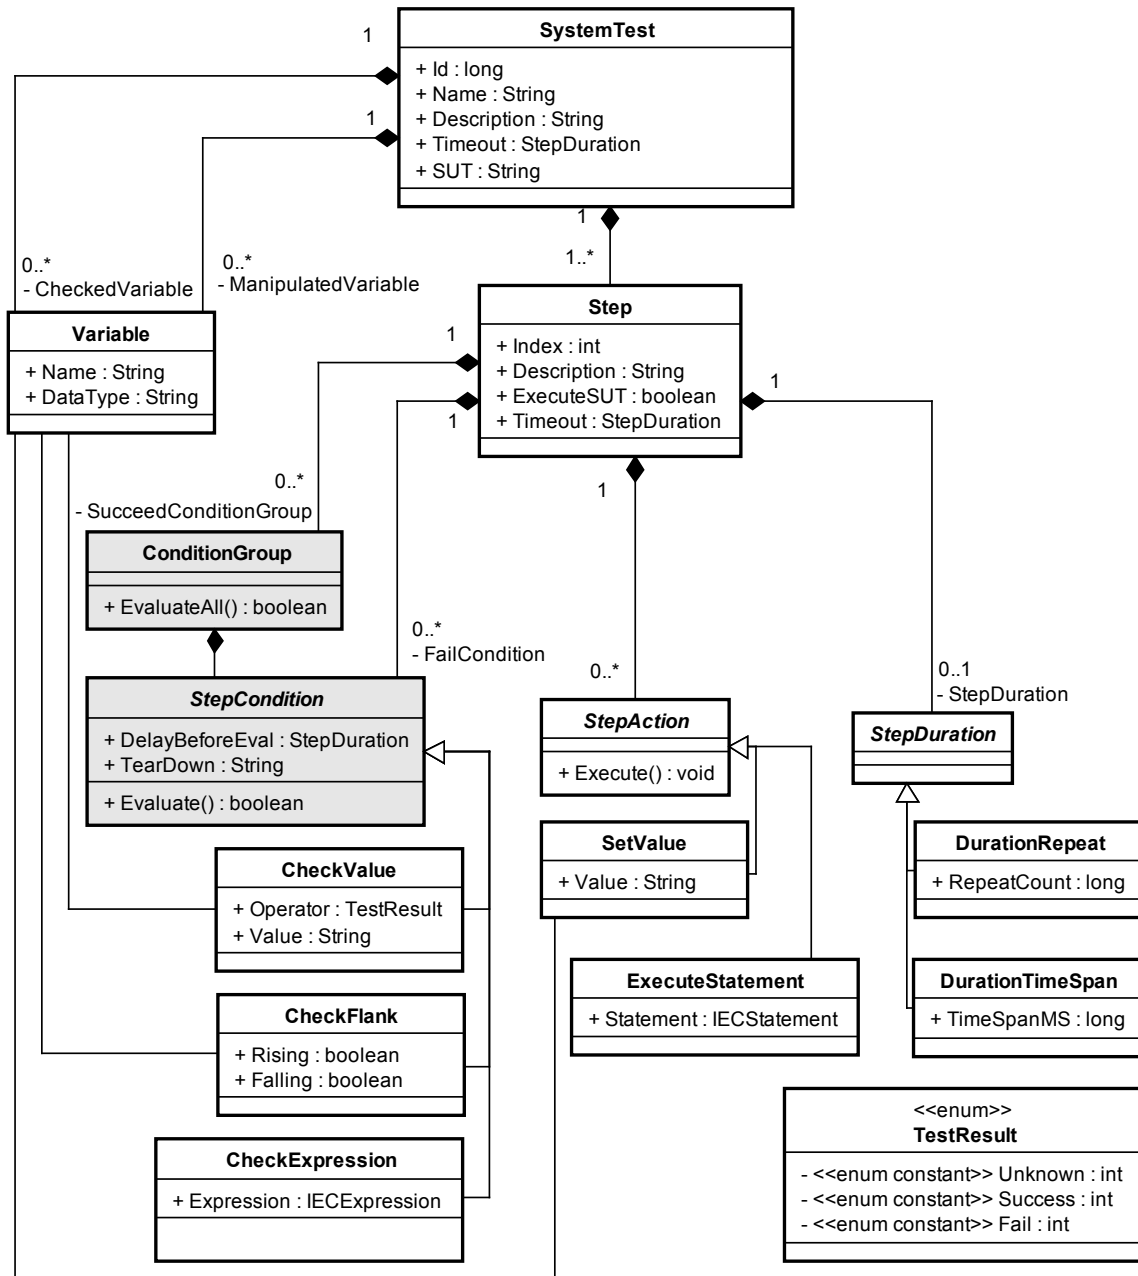 SystemTest
+ Id : long
+ Name : String
+ Description : String
+ Timeout : StepDuration
+ SUT : String
1
1
1
1..*
0..*
- CheckedVariable
0..*
- ManipulatedVariable
Variable
+ Name : String
+ DataType : String
Step
+ Index : int
+ Description : String
+ ExecuteSUT : boolean
+ Timeout : StepDuration
1
1
1
1
0..*
- SucceedConditionGroup
ConditionGroup
+ EvaluateAll() : boolean
0..*
- FailCondition
StepCondition
+ DelayBeforeEval : StepDuration
+ TearDown : String
+ Evaluate() : boolean
0..*
StepAction
+ Execute() : void
0..1
- StepDuration
StepDuration
CheckValue
+ Operator : TestResult
+ Value : String
SetValue
+ Value : String
DurationRepeat
+ RepeatCount : long
CheckFlank
+ Rising : boolean
+ Falling : boolean
ExecuteStatement
+ Statement : IECStatement
DurationTimeSpan
+ TimeSpanMS : long
CheckExpression
+ Expression : IECExpression
<<enum>>
TestResult
- <<enum constant>> Unknown : int
- <<enum constant>> Success : int
- <<enum constant>> Fail : int